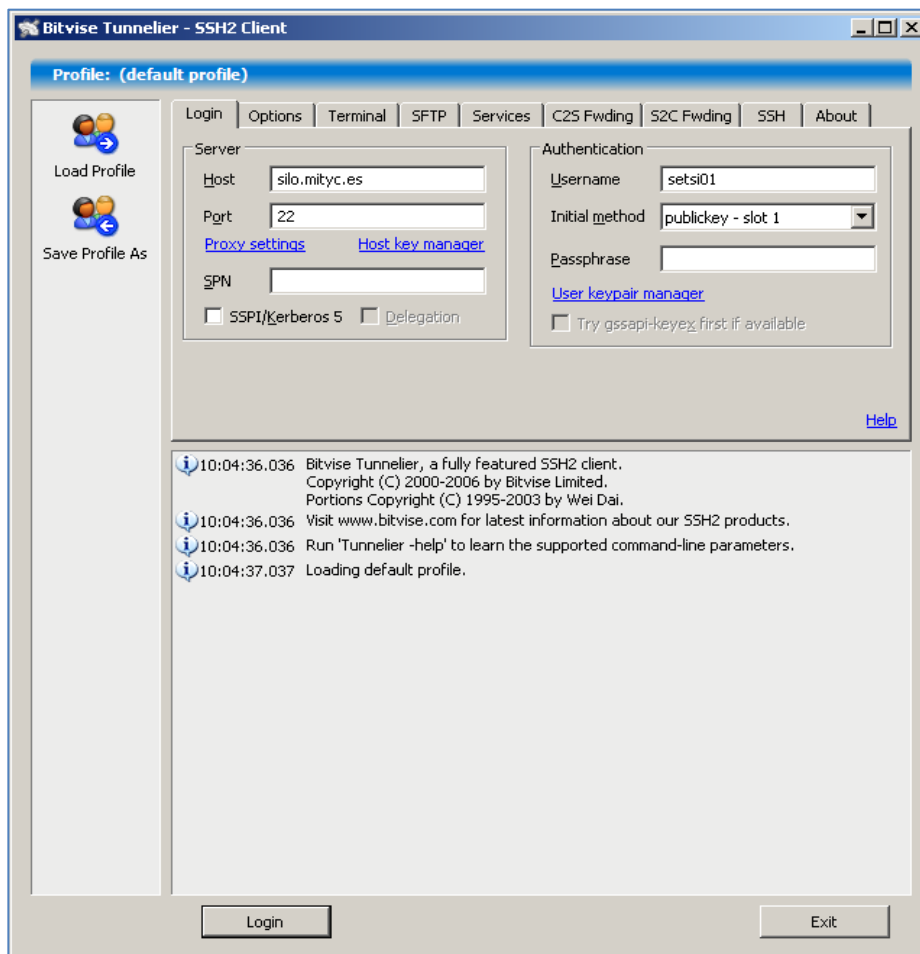 Bitvise Tunnelier - SSH2 Client
Profile: (default profile)
Load Profile
Save Profile As
Login
Options
Terminal
SFTP
Services
C2S Fwding
S2C Fwding
SSH
About
Server
Host
silo.mityc.es
Port
22
Proxy settings
Host key manager
SPN
SSPI/Kerberos 5
Delegation
Authentication
Username
setsi01
Initial method
publickey - slot 1
Passphrase
User keypair manager
Try gssapi-keyex first if available
Help
10:04:36.036 Bitvise Tunnelier, a fully featured SSH2 client.
Copyright (C) 2000-2006 by Bitvise Limited.
Portions Copyright (C) 1995-2003 by Wei Dai.
10:04:36.036 Visit www.bitvise.com for latest information about our SSH2 products.
10:04:36.036 Run 'Tunnelier -help' to learn the supported command-line parameters.
10:04:37.037 Loading default profile.
Login
Exit